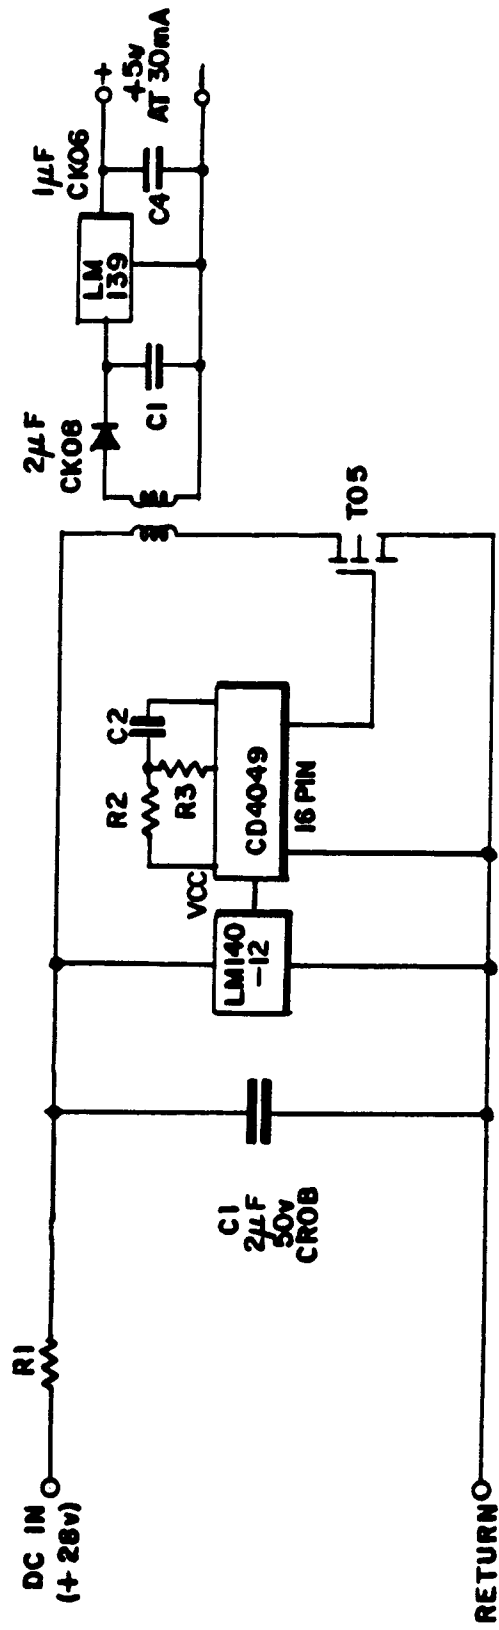 DC IN
(+28v)
RETURN
R1
C1
2µF
50v
CR08
LM140
-12
VCC
R2
R3
C2
CD4049
16 PIN
TO5
2µF
CK08
C1
LM
139
1µF
CK06
C4
+
+5v
AT 30mA
-